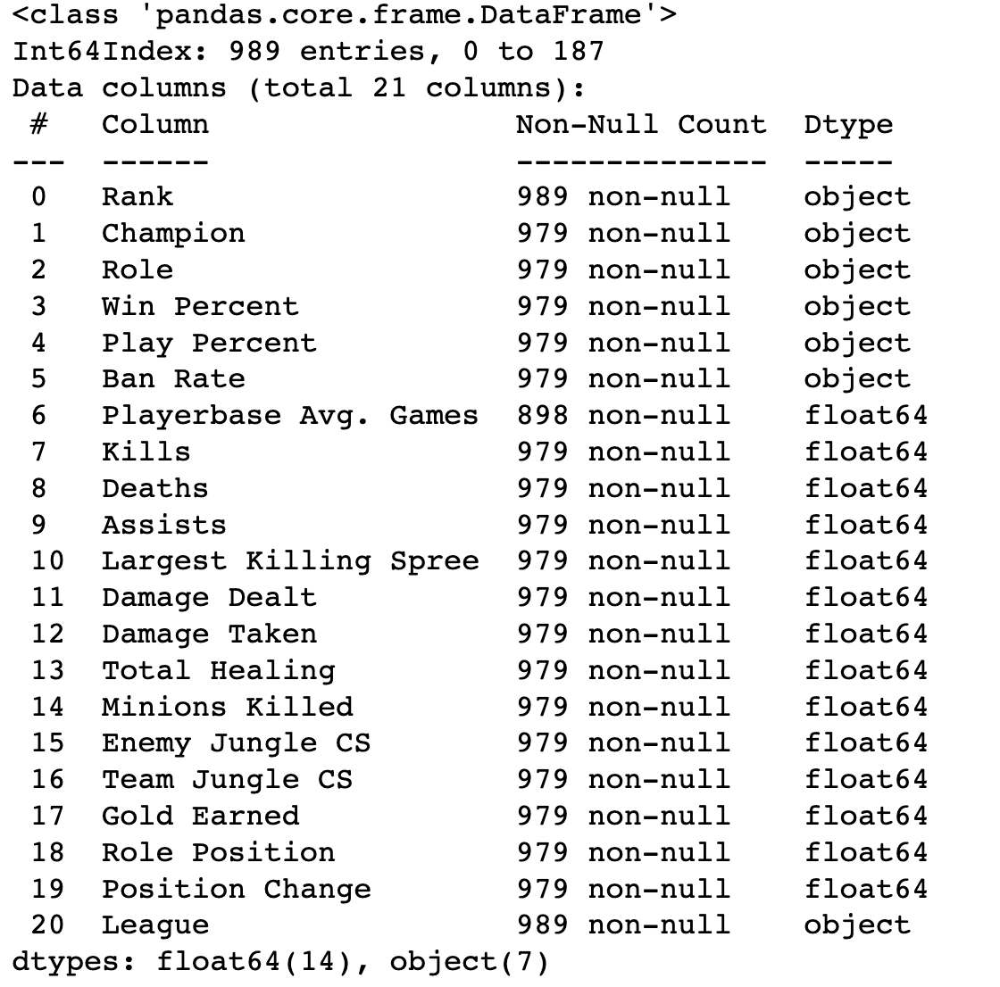 <class 'pandas.core.frame.DataFrame'>
Int64Index: 989 entries, 0 to 187
Data columns (total 21 columns):
 #   Column                 Non-Null Count  Dtype
---  ------                 --------------  -----
 0   Rank                   989 non-null    object
 1   Champion               979 non-null    object
 2   Role                   979 non-null    object
 3   Win Percent            979 non-null    object
 4   Play Percent           979 non-null    object
 5   Ban Rate               979 non-null    object
 6   Playerbase Avg. Games  898 non-null    float64
 7   Kills                  979 non-null    float64
 8   Deaths                 979 non-null    float64
 9   Assists                979 non-null    float64
 10  Largest Killing Spree  979 non-null    float64
 11  Damage Dealt           979 non-null    float64
 12  Damage Taken           979 non-null    float64
 13  Total Healing          979 non-null    float64
 14  Minions Killed         979 non-null    float64
 15  Enemy Jungle CS        979 non-null    float64
 16  Team Jungle CS         979 non-null    float64
 17  Gold Earned            979 non-null    float64
 18  Role Position          979 non-null    float64
 19  Position Change        979 non-null    float64
 20  League                 989 non-null    object
dtypes: float64(14), object(7)